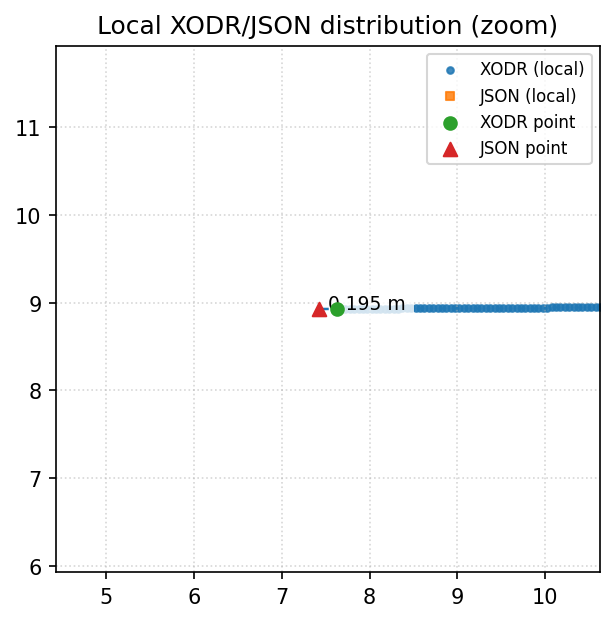 Local XODR/JSON distribution (zoom)
XODR (local)
JSON (local)
XODR point
JSON point
11
10
9
8
7
6
0.195 m
5
6
7
8
9
10